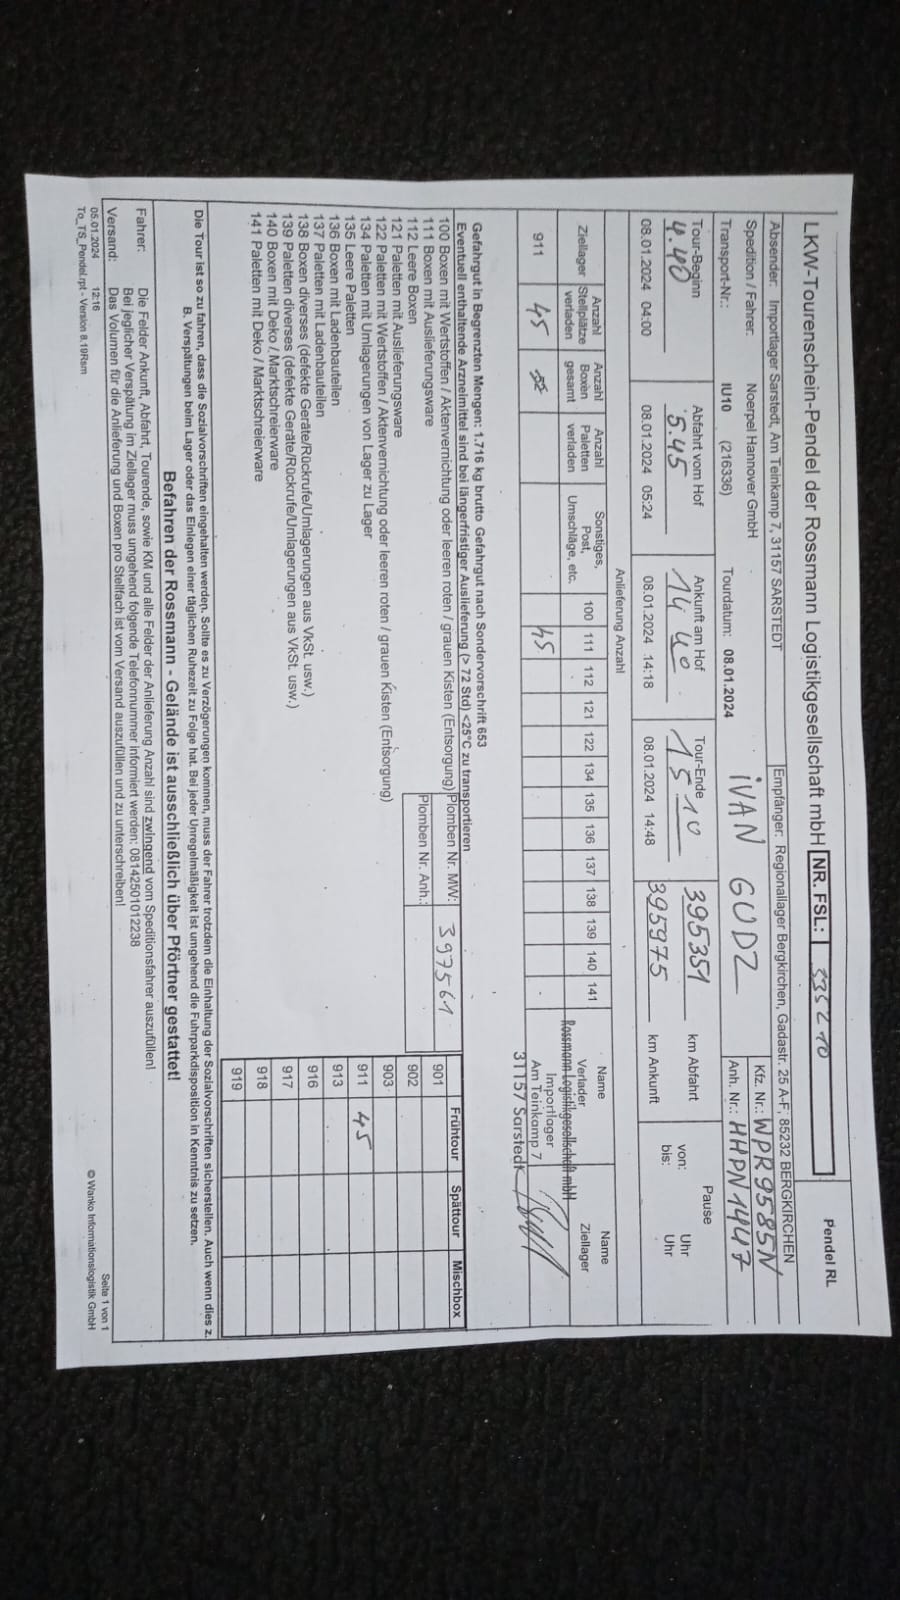 LKW-Tourenschein-Pendel der Rossmann Logistikgesellschaft mbH NR. FSL: 335210 Pendel RL
Absender: Importlager Sarstedt, Am Teinkamp 7, 31157 SARSTEDT Empfänger: Regionallager Bergkirchen, Gadastr. 25 A-F, 85232 BERGKIRCHEN
Spedition / Fahrer: Noerpel Hannover GmbH IVAN GUDZ Kfz. Nr.: WPR9585N
Transport-Nr.: IU10 (216336) Tourdatum: 08.01.2024 Anh. Nr.: HHPN1447
Tour-Beginn Abfahrt vom Hof Ankunft am Hof Tour-Ende Pause
4.40 5.45 14 40 15 10 395351 km Abfahrt von: Uhr
395975 km Ankunft bis: Uhr
08.01.2024 04:00 08.01.2024 05:24 08.01.2024 14:18 08.01.2024 14:48
Anlieferung Anzahl
Ziellager Anzahl Stellplätze verladen Anzahl Boxen gesamt Anzahl Paletten verladen Sonstiges, Post, Umschläge, etc. 100 111 112 121 122 134 135 136 137 138 139 140 141 Name Verlader Name Ziellager
911 45 45
Rossmann Logistikgesellschaft mbH
Importlager
Am Teinkamp 7
31157 Sarstedt
Gefahrgut in Begrenzten Mengen: 1,716 kg brutto Gefahrgut nach Sondervorschrift 653
Eventuell enthaltende Arzneimittel sind bei längerfristiger Auslieferung (> 72 Std) <25°C zu transportieren
100 Boxen mit Wertstoffen / Aktenvernichtung oder leeren roten / grauen Kisten (Entsorgung) Plomben Nr. MW: 397561
111 Boxen mit Auslieferungsware Plomben Nr. Anh.:
112 Leere Boxen
121 Paletten mit Auslieferungsware
122 Paletten mit Wertstoffen / Aktenvernichtung oder leeren roten / grauen Kisten (Entsorgung)
134 Paletten mit Umlagerungen von Lager zu Lager
135 Leere Paletten
136 Boxen mit Ladenbauteilen
137 Paletten mit Ladenbauteilen
138 Boxen diverses (defekte Geräte/Rückrufe/Umlagerungen aus VkSt. usw.)
139 Paletten diverses (defekte Geräte/Rückrufe/Umlagerungen aus VkSt. usw.)
140 Boxen mit Deko / Marktschreierware
141 Paletten mit Deko / Marktschreierware
Frühtour Spättour Mischbox
901
902
903
911 45
913
916
917
918
919
Die Tour ist so zu fahren, dass die Sozialvorschriften eingehalten werden. Sollte es zu Verzögerungen kommen, muss der Fahrer trotzdem die Einhaltung der Sozialvorschriften sicherstellen. Auch wenn dies z.
B. Verspätungen beim Lager oder das Einlegen einer täglichen Ruhezeit zu Folge hat. Bei jeder Unregelmäßigkeit ist umgehend die Fuhrparkdisposition in Kenntnis zu setzen.
Befahren der Rossmann - Gelände ist ausschließlich über Pförtner gestattet!
Fahrer: Die Felder Ankunft, Abfahrt, Tourende, sowie KM und alle Felder der Anlieferung Anzahl sind zwingend vom Speditionsfahrer auszufüllen!
Bei jeglicher Verspätung im Ziellager muss umgehend folgende Telefonnummer informiert werden: 08142501012238
Versand: Das Volumen für die Anlieferung und Boxen pro Stellfach ist vom Versand auszufüllen und zu unterschreiben!
05.01.2024 12:16 Seite 1 von 1
To_TS_Pendel.rpt - Version 8.19Rsm © Wanko Informationslogistik GmbH